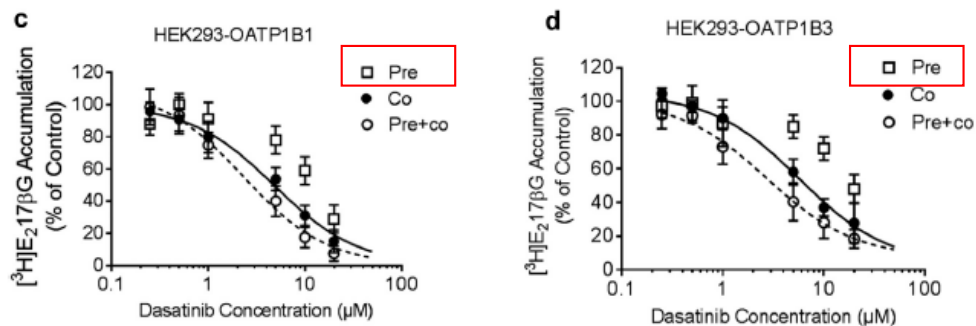 c
HEK293-OATP1B1
[³H]E₂17βG Accumulation
(% of Control)
120
100
80
60
40
20
0
0.1
1
10
100
Dasatinib Concentration (µM)
Pre
Co
Pre+co
d
HEK293-OATP1B3
[³H]E₂17βG Accumulation
(% of Control)
120
100
80
60
40
20
0
0.1
1
10
100
Dasatinib Concentration (µM)
Pre
Co
Pre+co